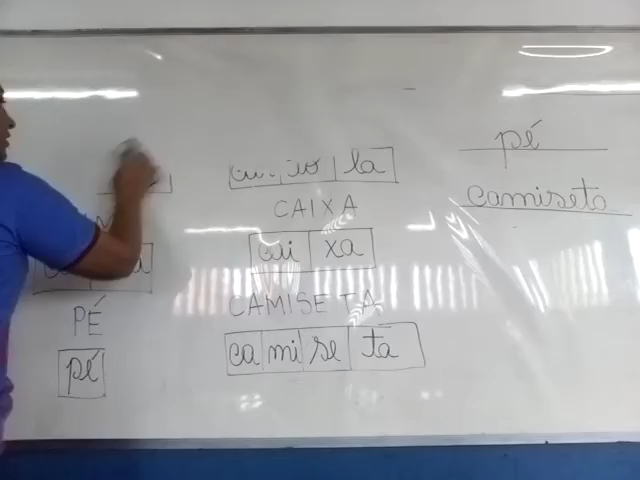 la
CAIXA
cai xa
CAMISETA
ca mi se ta
PÉ
pé
pé
camiseta